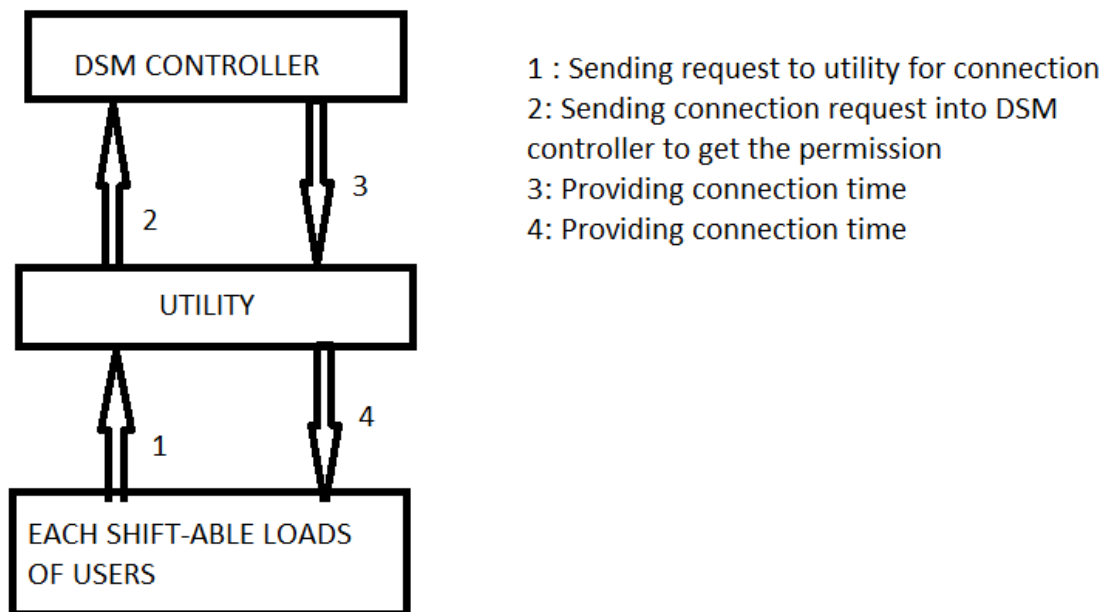 DSM CONTROLLER
1 : Sending request to utility for connection
2: Sending connection request into DSM
controller to get the permission
3: Providing connection time
4: Providing connection time
2
3
UTILITY
1
4
EACH SHIFT-ABLE LOADS
OF USERS